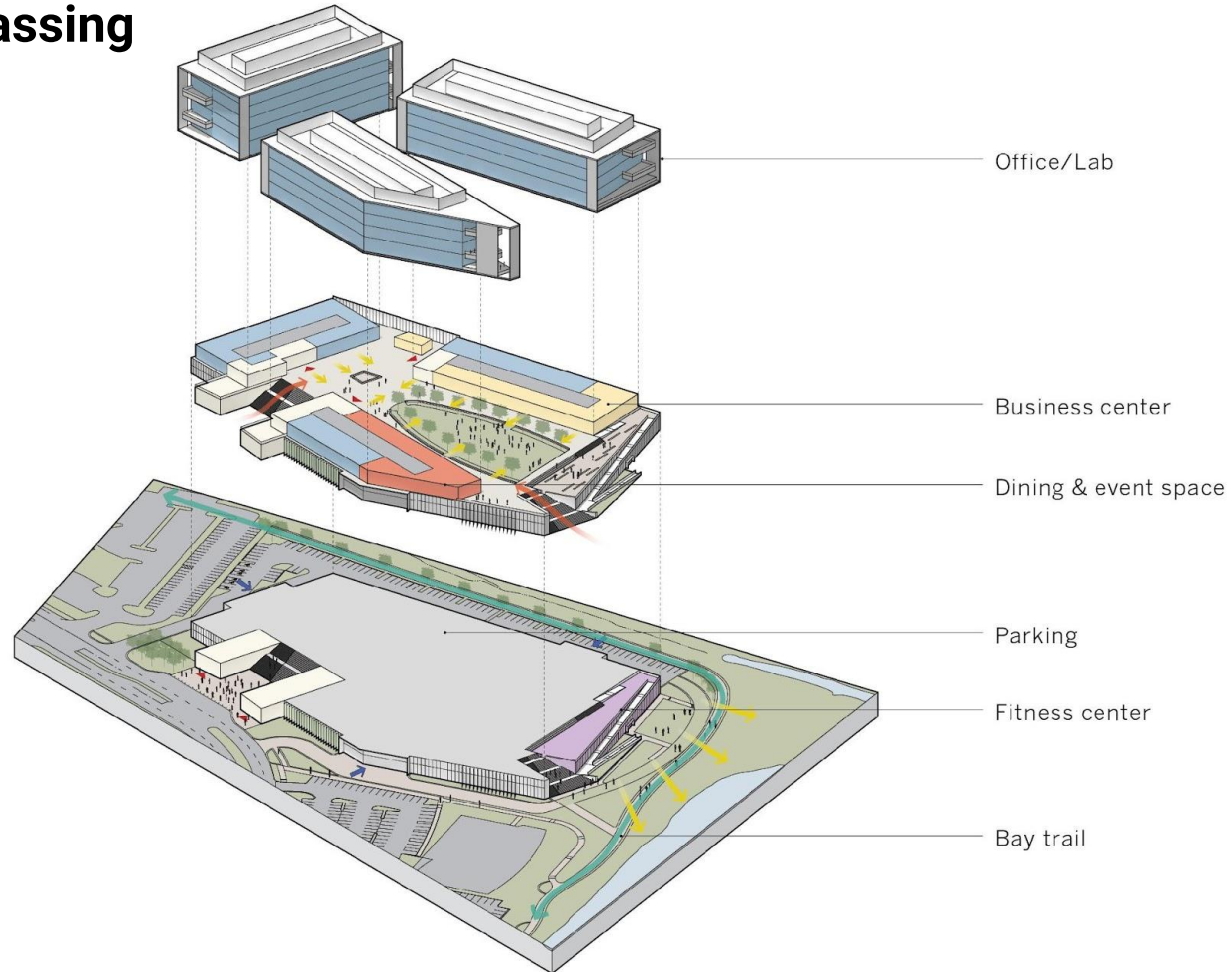 assing
Office/Lab
Business center
Dining & event space
Parking
Fitness center
Bay trail